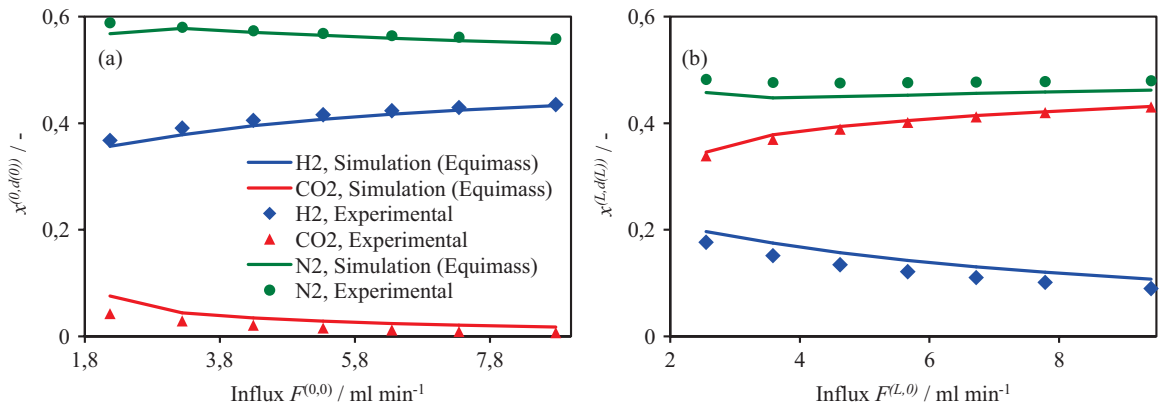 0,6
0,4
0,2
0
x^(0,d(0)) / -
(a)
H2, Simulation (Equimass)
CO2, Simulation (Equimass)
H2, Experimental
CO2, Experimental
N2, Simulation (Equimass)
N2, Experimental
1,8 3,8 5,8 7,8
Influx F^(0,0) / ml min⁻¹
0,6
0,4
0,2
0
x^(L,d(L)) / -
(b)
2 4 6 8
Influx F^(L,0) / ml min⁻¹